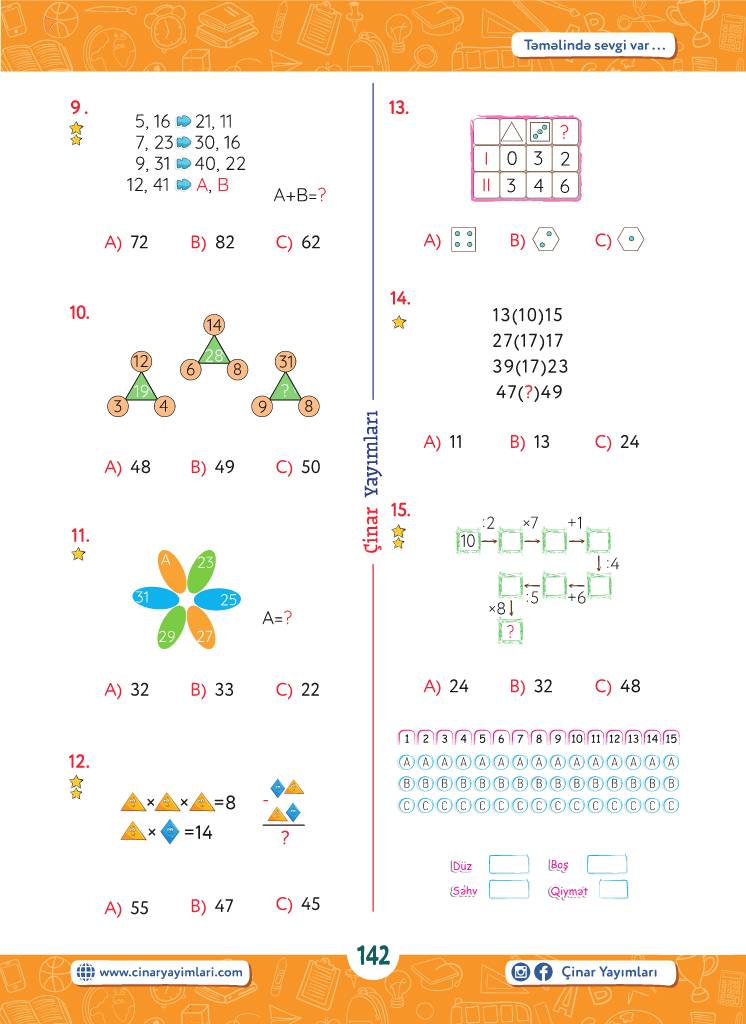 Təməlində sevgi var ...
9.
5, 16 21, 11
7, 23 30, 16
9, 31 40, 22
12, 41 A, B
A+B=?
A) 72 B) 82 C) 62
10.
14
28
6 8
12
19
3 4
31
?
9 8
A) 48 B) 49 C) 50
11.
A 23
31 25
29 27
A=?
A) 32 B) 33 C) 22
12.
× × =8
× =14
-
?
A) 55 B) 47 C) 45
Çinar Yayımları
13.
?
I 0 3 2
II 3 4 6
A) B) C)
14.
13(10)15
27(17)17
39(17)23
47(?)49
A) 11 B) 13 C) 24
15.
:2 ×7 +1
10
:4
:5 +6
×8
?
A) 24 B) 32 C) 48
1 2 3 4 5 6 7 8 9 10 11 12 13 14 15
A A A A A A A A A A A A A A A
B B B B B B B B B B B B B B B
C C C C C C C C C C C C C C C
Düz Boş
Səhv Qiymət
www.cinaryayimlari.com
142
Çinar Yayımları